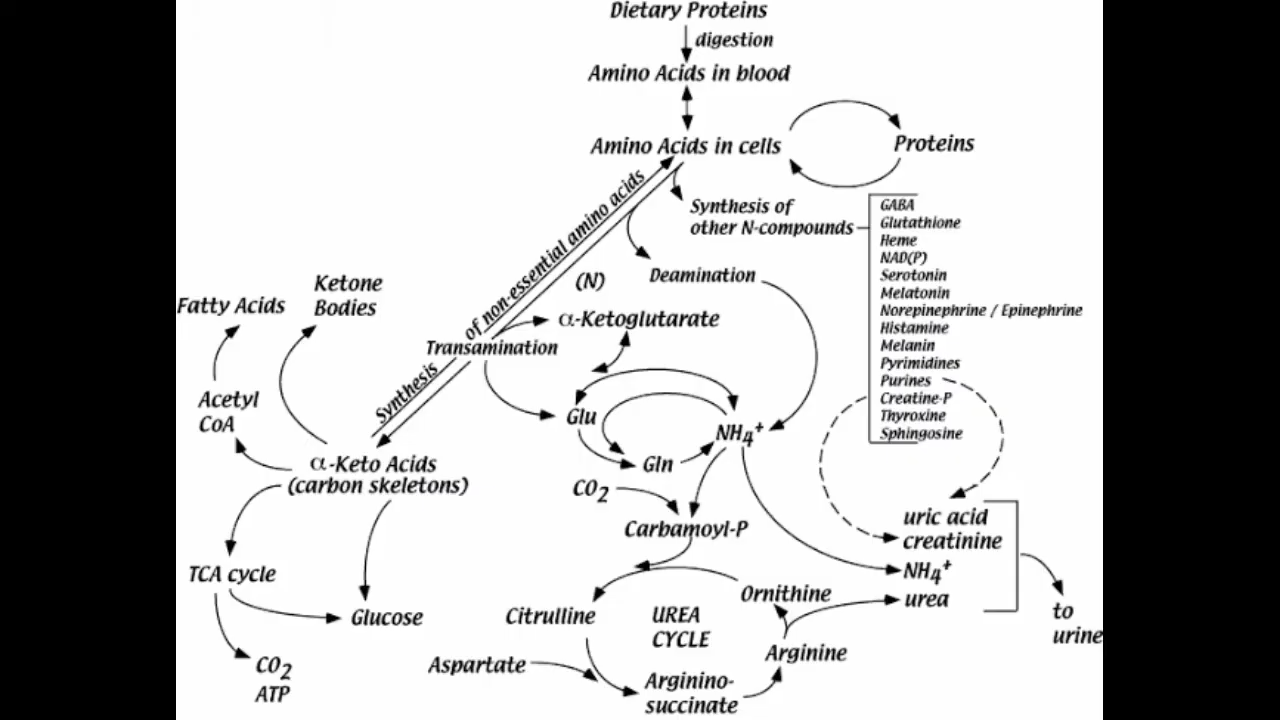 Dietary Proteins
digestion
Amino Acids in blood
Amino Acids in cells
Proteins
Synthesis of
other N-compounds
GABA
Glutathione
Heme
NAD(P)
Serotonin
Melatonin
Norepinephrine / Epinephrine
Histamine
Melanin
Pyrimidines
Purines
Creatine-P
Thyroxine
Sphingosine
Synthesis of non-essential amino acids
Deamination
(N)
α-Ketoglutarate
Transamination
Ketone
Bodies
Fatty Acids
Acetyl
CoA
α-Keto Acids
(carbon skeletons)
TCA cycle
Glucose
CO2
ATP
Glu
Gln
NH4+
CO2
Carbamoyl-P
Citrulline
UREA
CYCLE
Ornithine
Aspartate
Arginino-
succinate
Arginine
uric acid
creatinine
NH4+
urea
to
urine